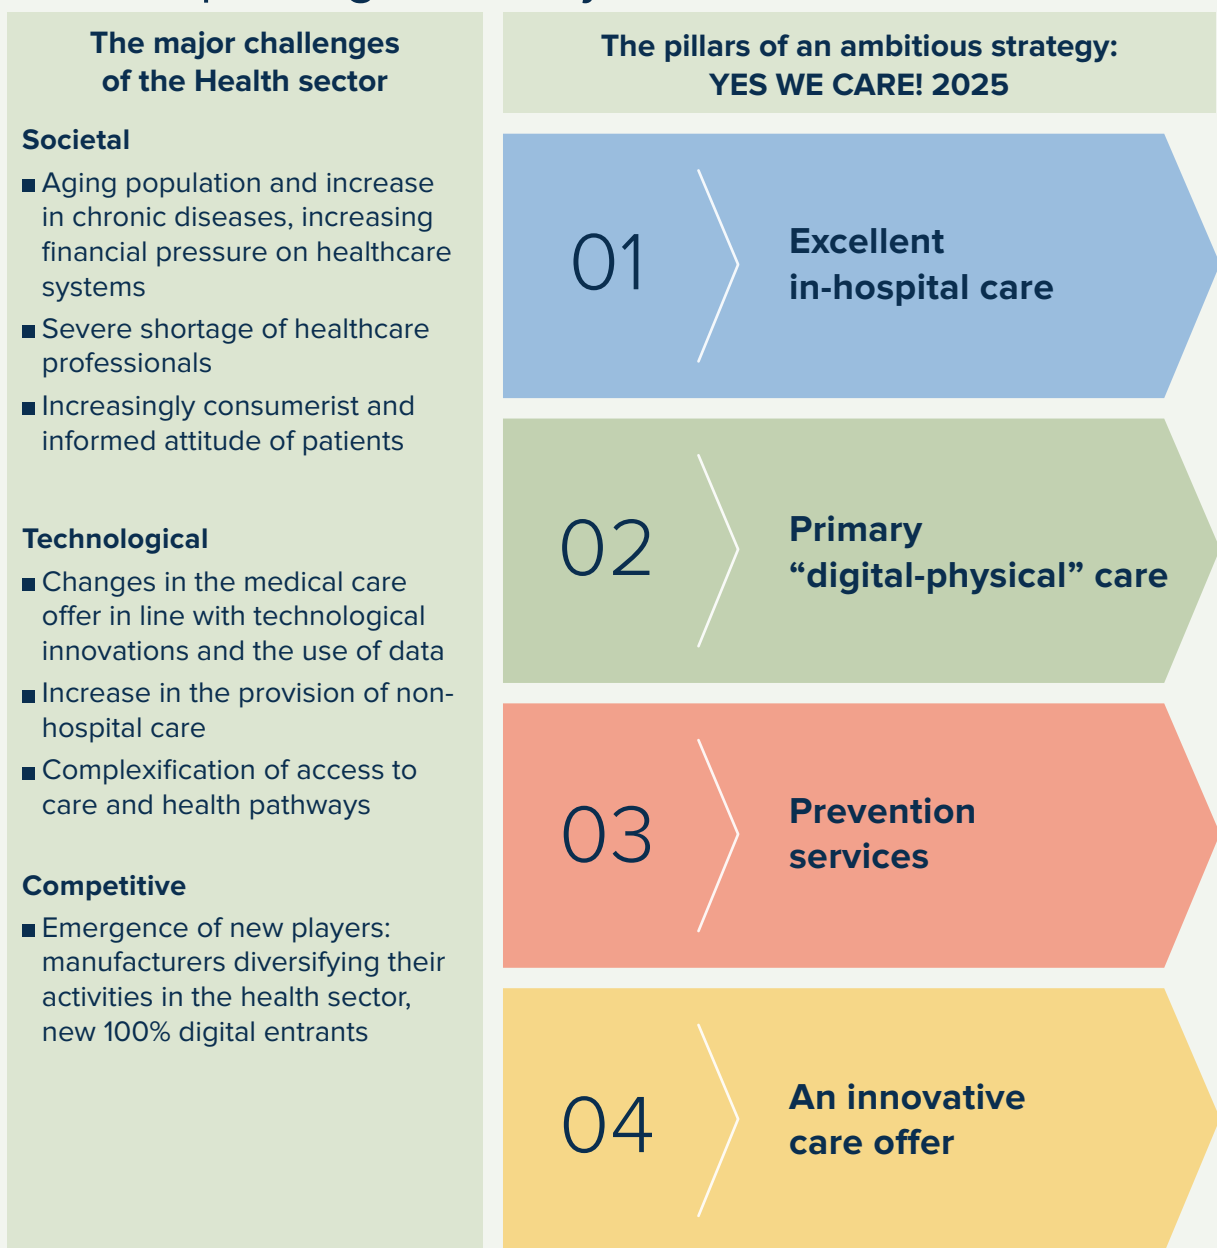 The major challenges
of the Health sector
Societal
■ Aging population and increase
in chronic diseases, increasing
financial pressure on healthcare
systems
■ Severe shortage of healthcare
professionals
■ Increasingly consumerist and
informed attitude of patients
Technological
■ Changes in the medical care
offer in line with technological
innovations and the use of data
■ Increase in the provision of non-
hospital care
■ Complexification of access to
care and health pathways
Competitive
■ Emergence of new players:
manufacturers diversifying their
activities in the health sector,
new 100% digital entrants
The pillars of an ambitious strategy:
YES WE CARE! 2025
01
Excellent
in-hospital care
02
Primary
“digital-physical” care
03
Prevention
services
04
An innovative
care offer